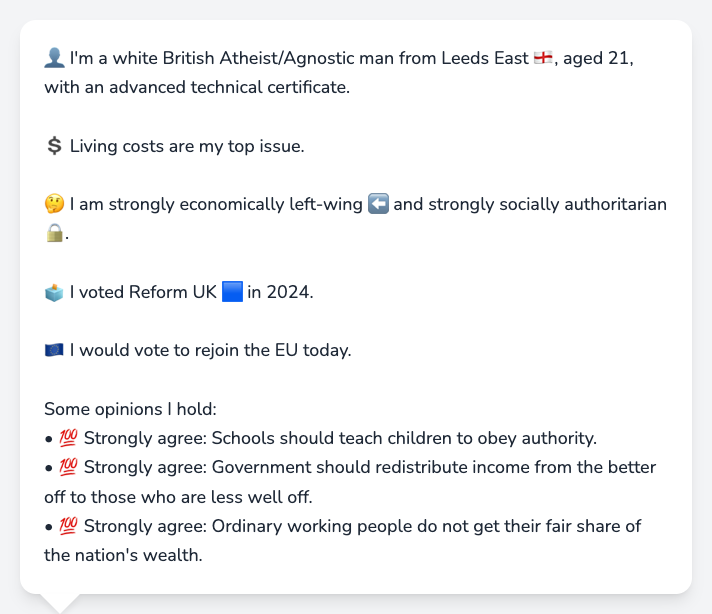 👤 I'm a white British Atheist/Agnostic man from Leeds East 🏴󠁧󠁢󠁥󠁮󠁧󠁿, aged 21,
with an advanced technical certificate.
💲 Living costs are my top issue.
🤔 I am strongly economically left-wing ⬅️ and strongly socially authoritarian
🔒.
🗳️ I voted Reform UK 🟦 in 2024.
🇪🇺 I would vote to rejoin the EU today.
Some opinions I hold:
• 💯 Strongly agree: Schools should teach children to obey authority.
• 💯 Strongly agree: Government should redistribute income from the better
off to those who are less well off.
• 💯 Strongly agree: Ordinary working people do not get their fair share of
the nation's wealth.